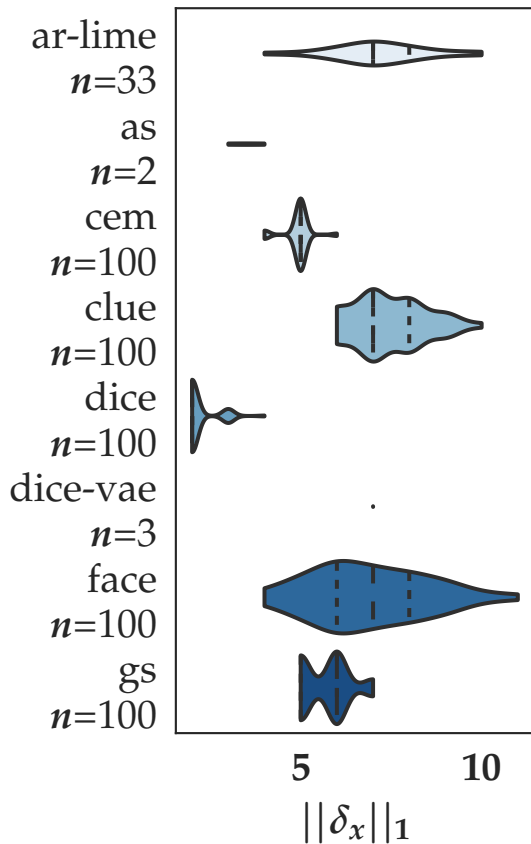 ar-lime
n=33
as
n=2
cem
n=100
clue
n=100
dice
n=100
dice-vae
n=3
face
n=100
gs
n=100
5 10
||δₓ||₁